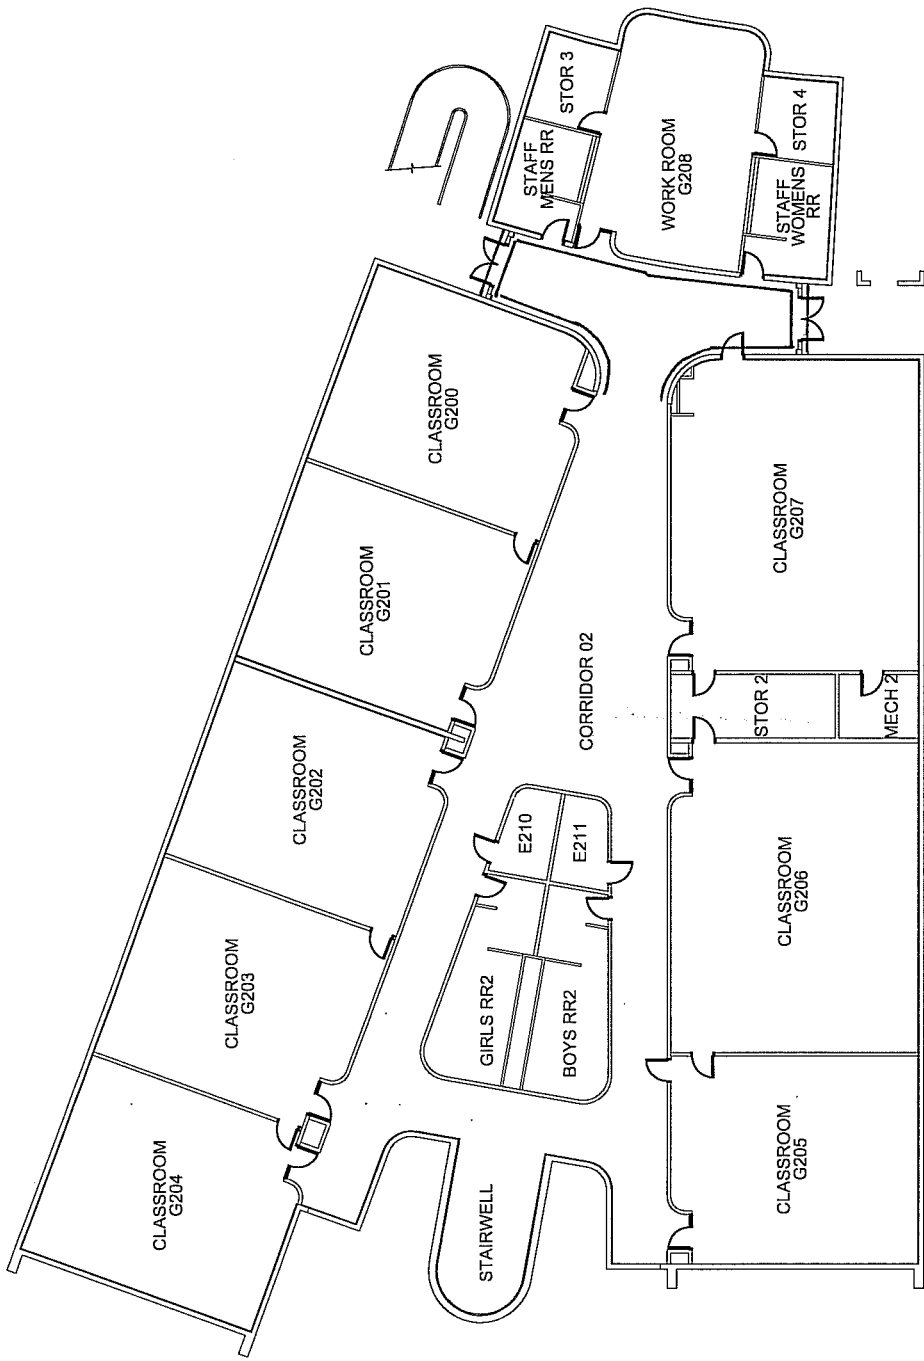 STOR 3
STAFF
MENS RR
WORK ROOM
G208
STOR 4
STAFF
WOMENS
RR
CLASSROOM
G200
CLASSROOM
G201
CLASSROOM
G202
CLASSROOM
G203
CLASSROOM
G204
CORRIDOR 02
E210
E211
GIRLS RR2
BOYS RR2
STAIRWELL
CLASSROOM
G207
STOR 2
MECH 2
CLASSROOM
G206
CLASSROOM
G205